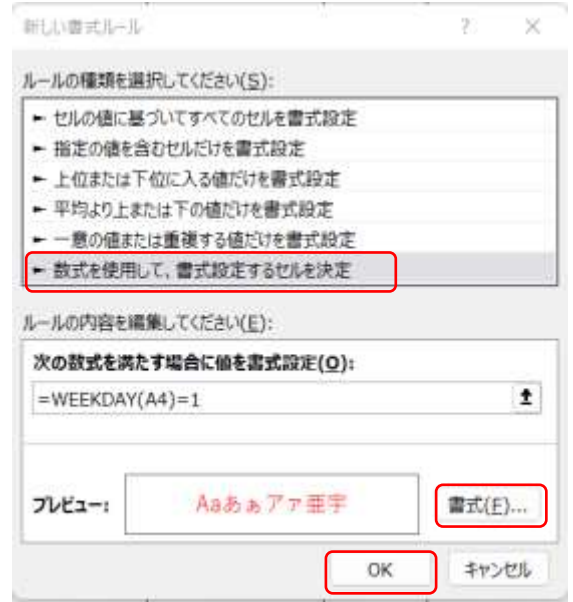 新しい書式ルール ? ×
ルールの種類を選択してください(S):
► セルの値に基づいてすべてのセルを書式設定
► 指定の値を含むセルだけを書式設定
► 上位または下位に入る値だけを書式設定
► 平均より上または下の値だけを書式設定
► 一意の値または重複する値だけを書式設定
► 数式を使用して、書式設定するセルを決定
ルールの内容を編集してください(E):
次の数式を満たす場合に値を書式設定(O):
=WEEKDAY(A4)=1
プレビュー: Aaあぁアァ亜宇 書式(F)...
OK キャンセル